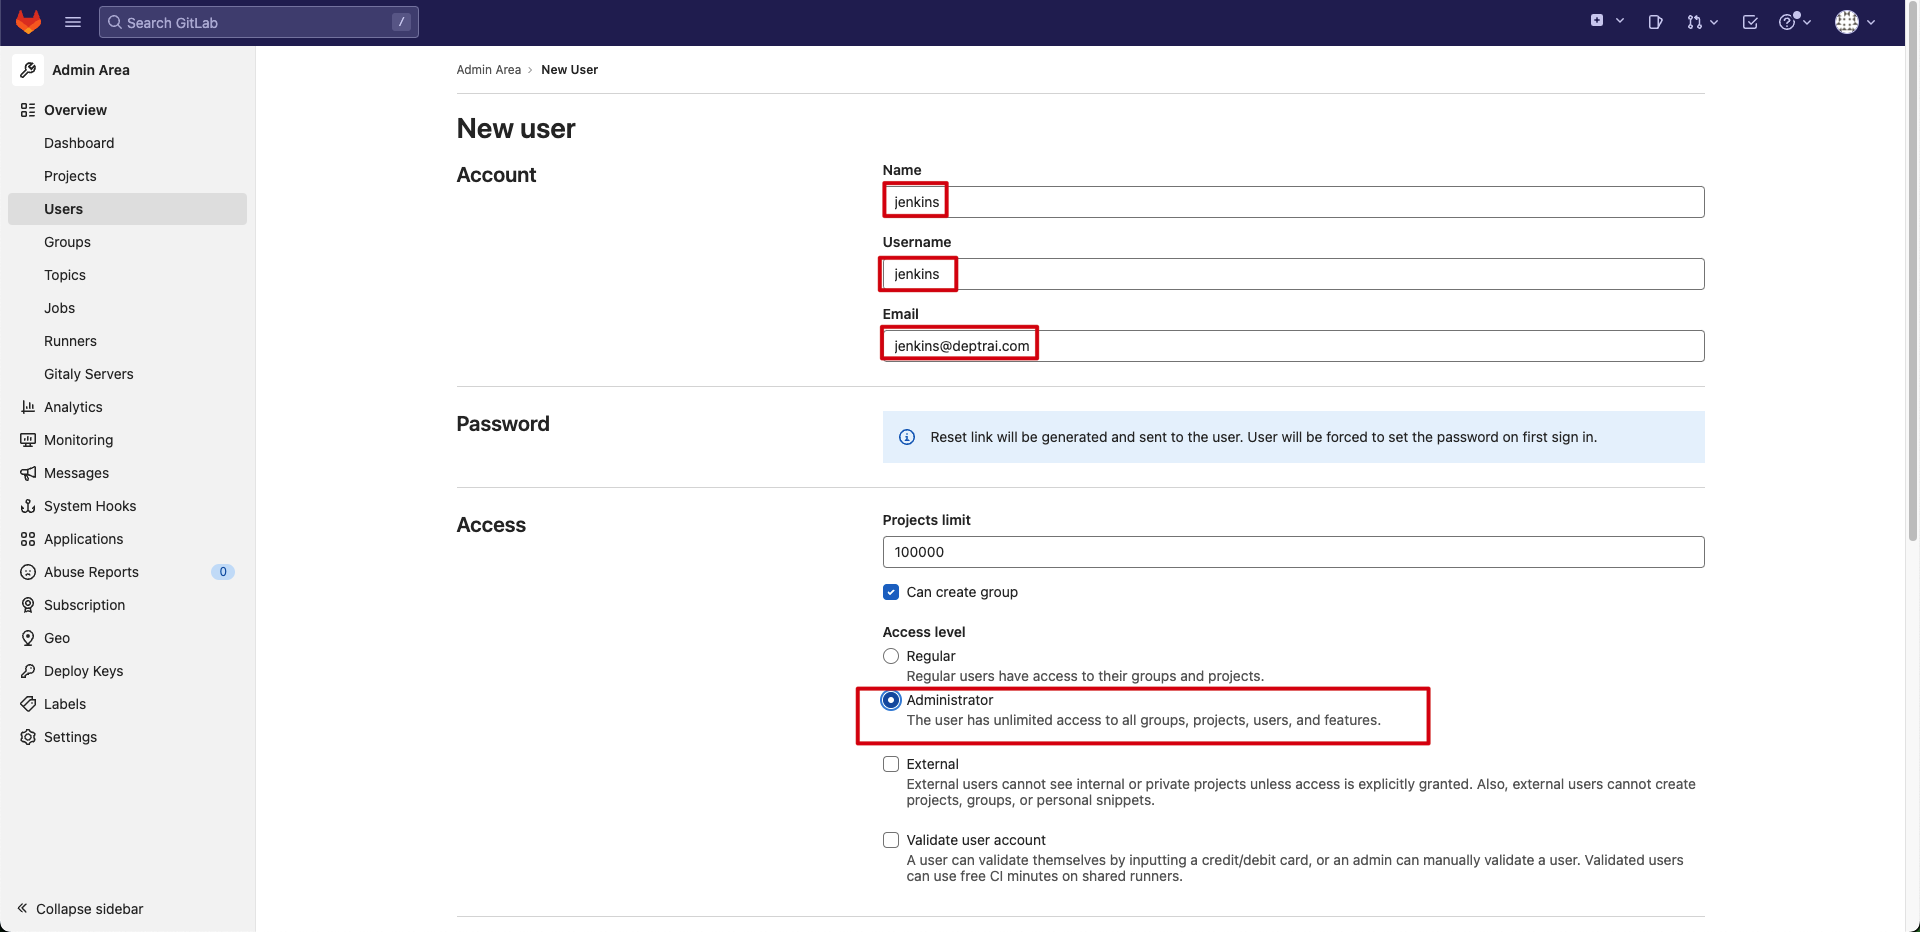 Search GitLab /
Admin Area
Overview
Dashboard
Projects
Users
Groups
Topics
Jobs
Runners
Gitaly Servers
Analytics
Monitoring
Messages
System Hooks
Applications
Abuse Reports 0
Subscription
Geo
Deploy Keys
Labels
Settings
Collapse sidebar
Admin Area › New User
New user
Account
Name
jenkins
Username
jenkins
Email
jenkins@deptrai.com
Password
Reset link will be generated and sent to the user. User will be forced to set the password on first sign in.
Access
Projects limit
100000
Can create group
Access level
Regular
Regular users have access to their groups and projects.
Administrator
The user has unlimited access to all groups, projects, users, and features.
External
External users cannot see internal or private projects unless access is explicitly granted. Also, external users cannot create
projects, groups, or personal snippets.
Validate user account
A user can validate themselves by inputting a credit/debit card, or an admin can manually validate a user. Validated users
can use free CI minutes on shared runners.